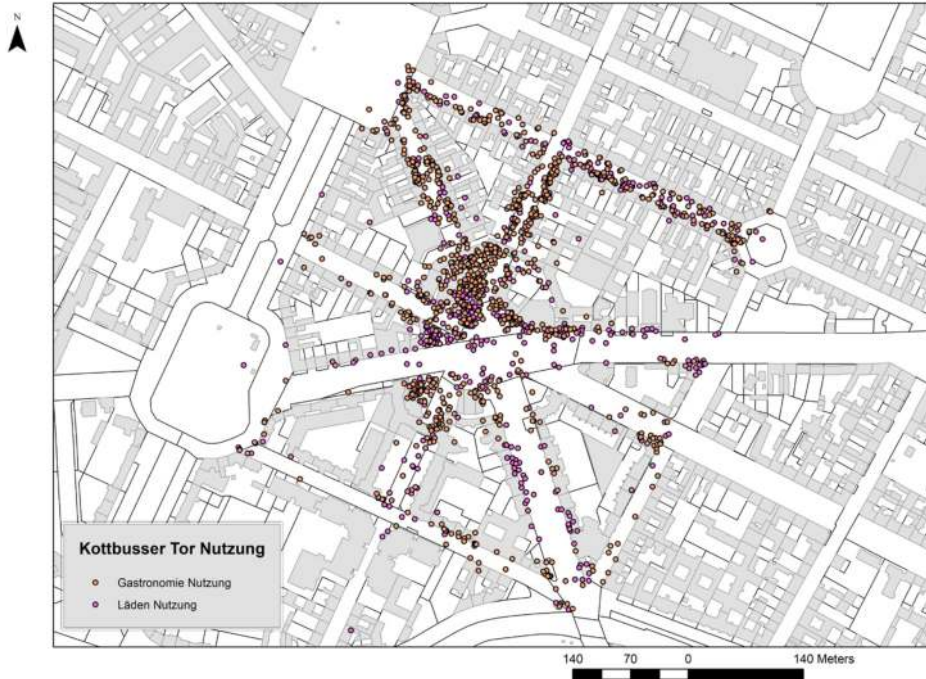 N
Kottbusser Tor Nutzung
Gastronomie Nutzung
Läden Nutzung
140 70 0 140 Meters